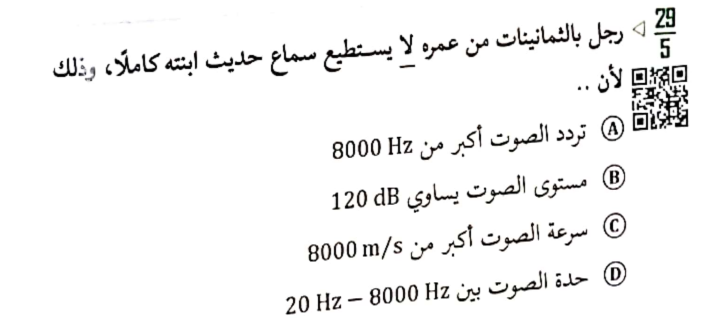 29/5 ◁ رجل بالثمانينات من عمره لا يستطيع سماع حديث ابنته كاملًا، وذلك
لأن ..
Ⓐ تردد الصوت أكبر من 8000 Hz
Ⓑ مستوى الصوت يساوي 120 dB
Ⓒ سرعة الصوت أكبر من 8000 m/s
Ⓓ حدة الصوت بين 20 Hz – 8000 Hz